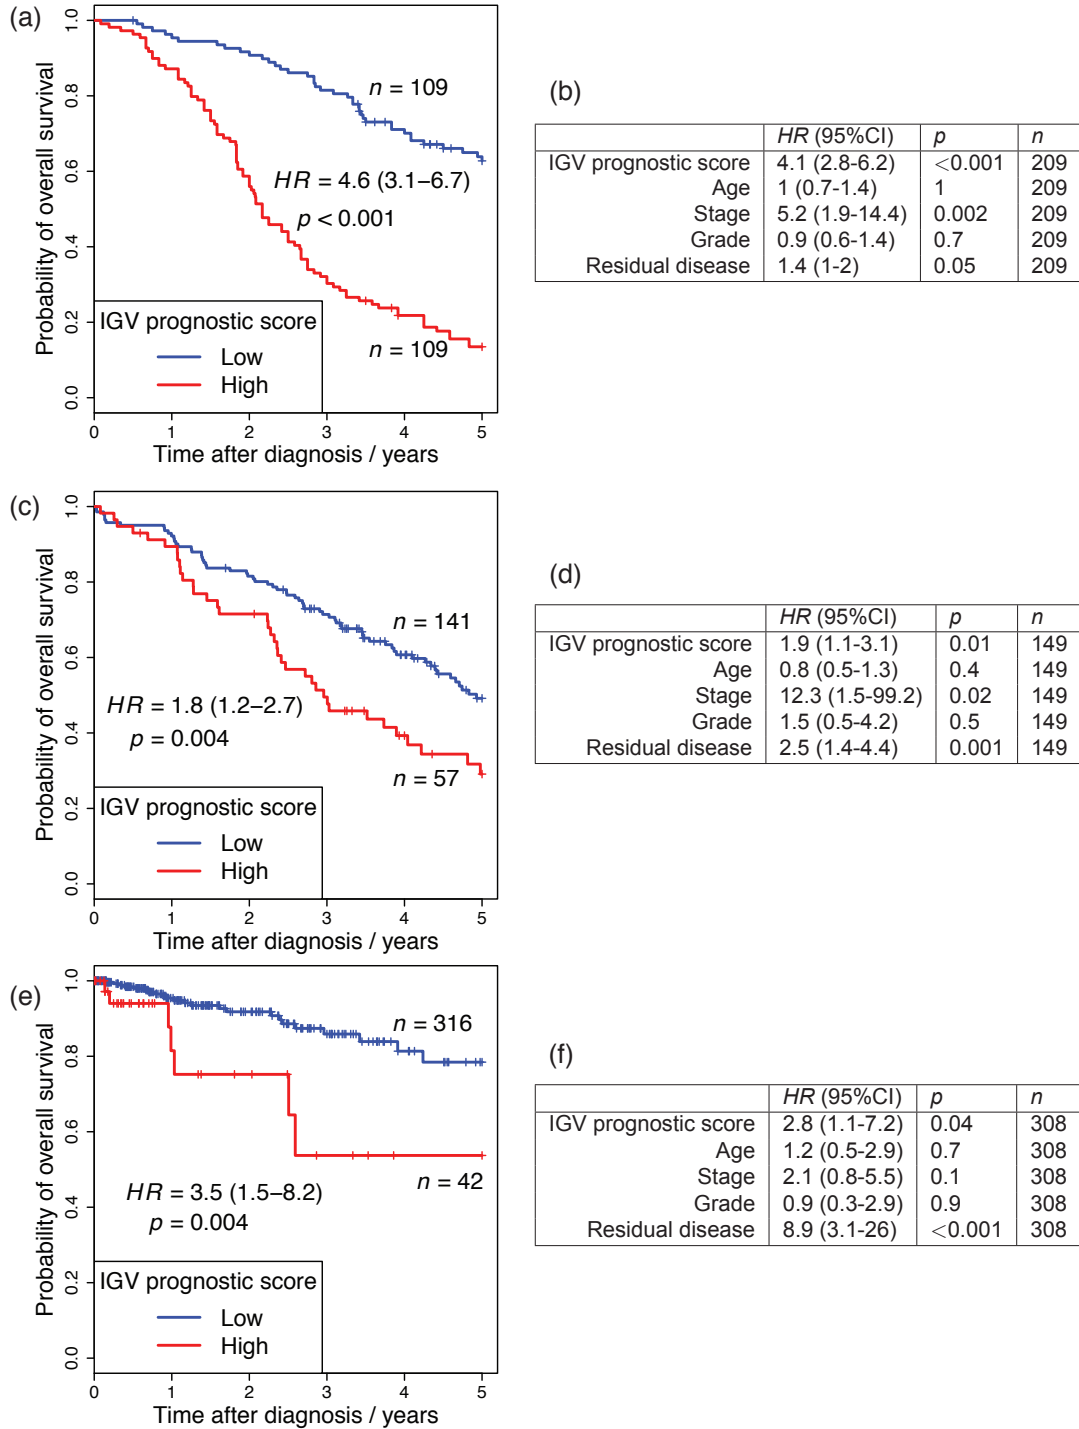 (a)
Probability of overall survival
1.0
0.8
0.6
0.4
0.2
0.0
n = 109
HR = 4.6 (3.1–6.7)
p < 0.001
n = 109
IGV prognostic score
Low
High
0 1 2 3 4 5
Time after diagnosis / years
(b)
HR (95%CI) p n
IGV prognostic score 4.1 (2.8-6.2) <0.001 209
Age 1 (0.7-1.4) 1 209
Stage 5.2 (1.9-14.4) 0.002 209
Grade 0.9 (0.6-1.4) 0.7 209
Residual disease 1.4 (1-2) 0.05 209
(c)
Probability of overall survival
1.0
0.8
0.6
0.4
0.2
0.0
n = 141
HR = 1.8 (1.2–2.7)
p = 0.004
n = 57
IGV prognostic score
Low
High
0 1 2 3 4 5
Time after diagnosis / years
(d)
HR (95%CI) p n
IGV prognostic score 1.9 (1.1-3.1) 0.01 149
Age 0.8 (0.5-1.3) 0.4 149
Stage 12.3 (1.5-99.2) 0.02 149
Grade 1.5 (0.5-4.2) 0.5 149
Residual disease 2.5 (1.4-4.4) 0.001 149
(e)
Probability of overall survival
1.0
0.8
0.6
0.4
0.2
0.0
n = 316
n = 42
HR = 3.5 (1.5–8.2)
p = 0.004
IGV prognostic score
Low
High
0 1 2 3 4 5
Time after diagnosis / years
(f)
HR (95%CI) p n
IGV prognostic score 2.8 (1.1-7.2) 0.04 308
Age 1.2 (0.5-2.9) 0.7 308
Stage 2.1 (0.8-5.5) 0.1 308
Grade 0.9 (0.3-2.9) 0.9 308
Residual disease 8.9 (3.1-26) <0.001 308